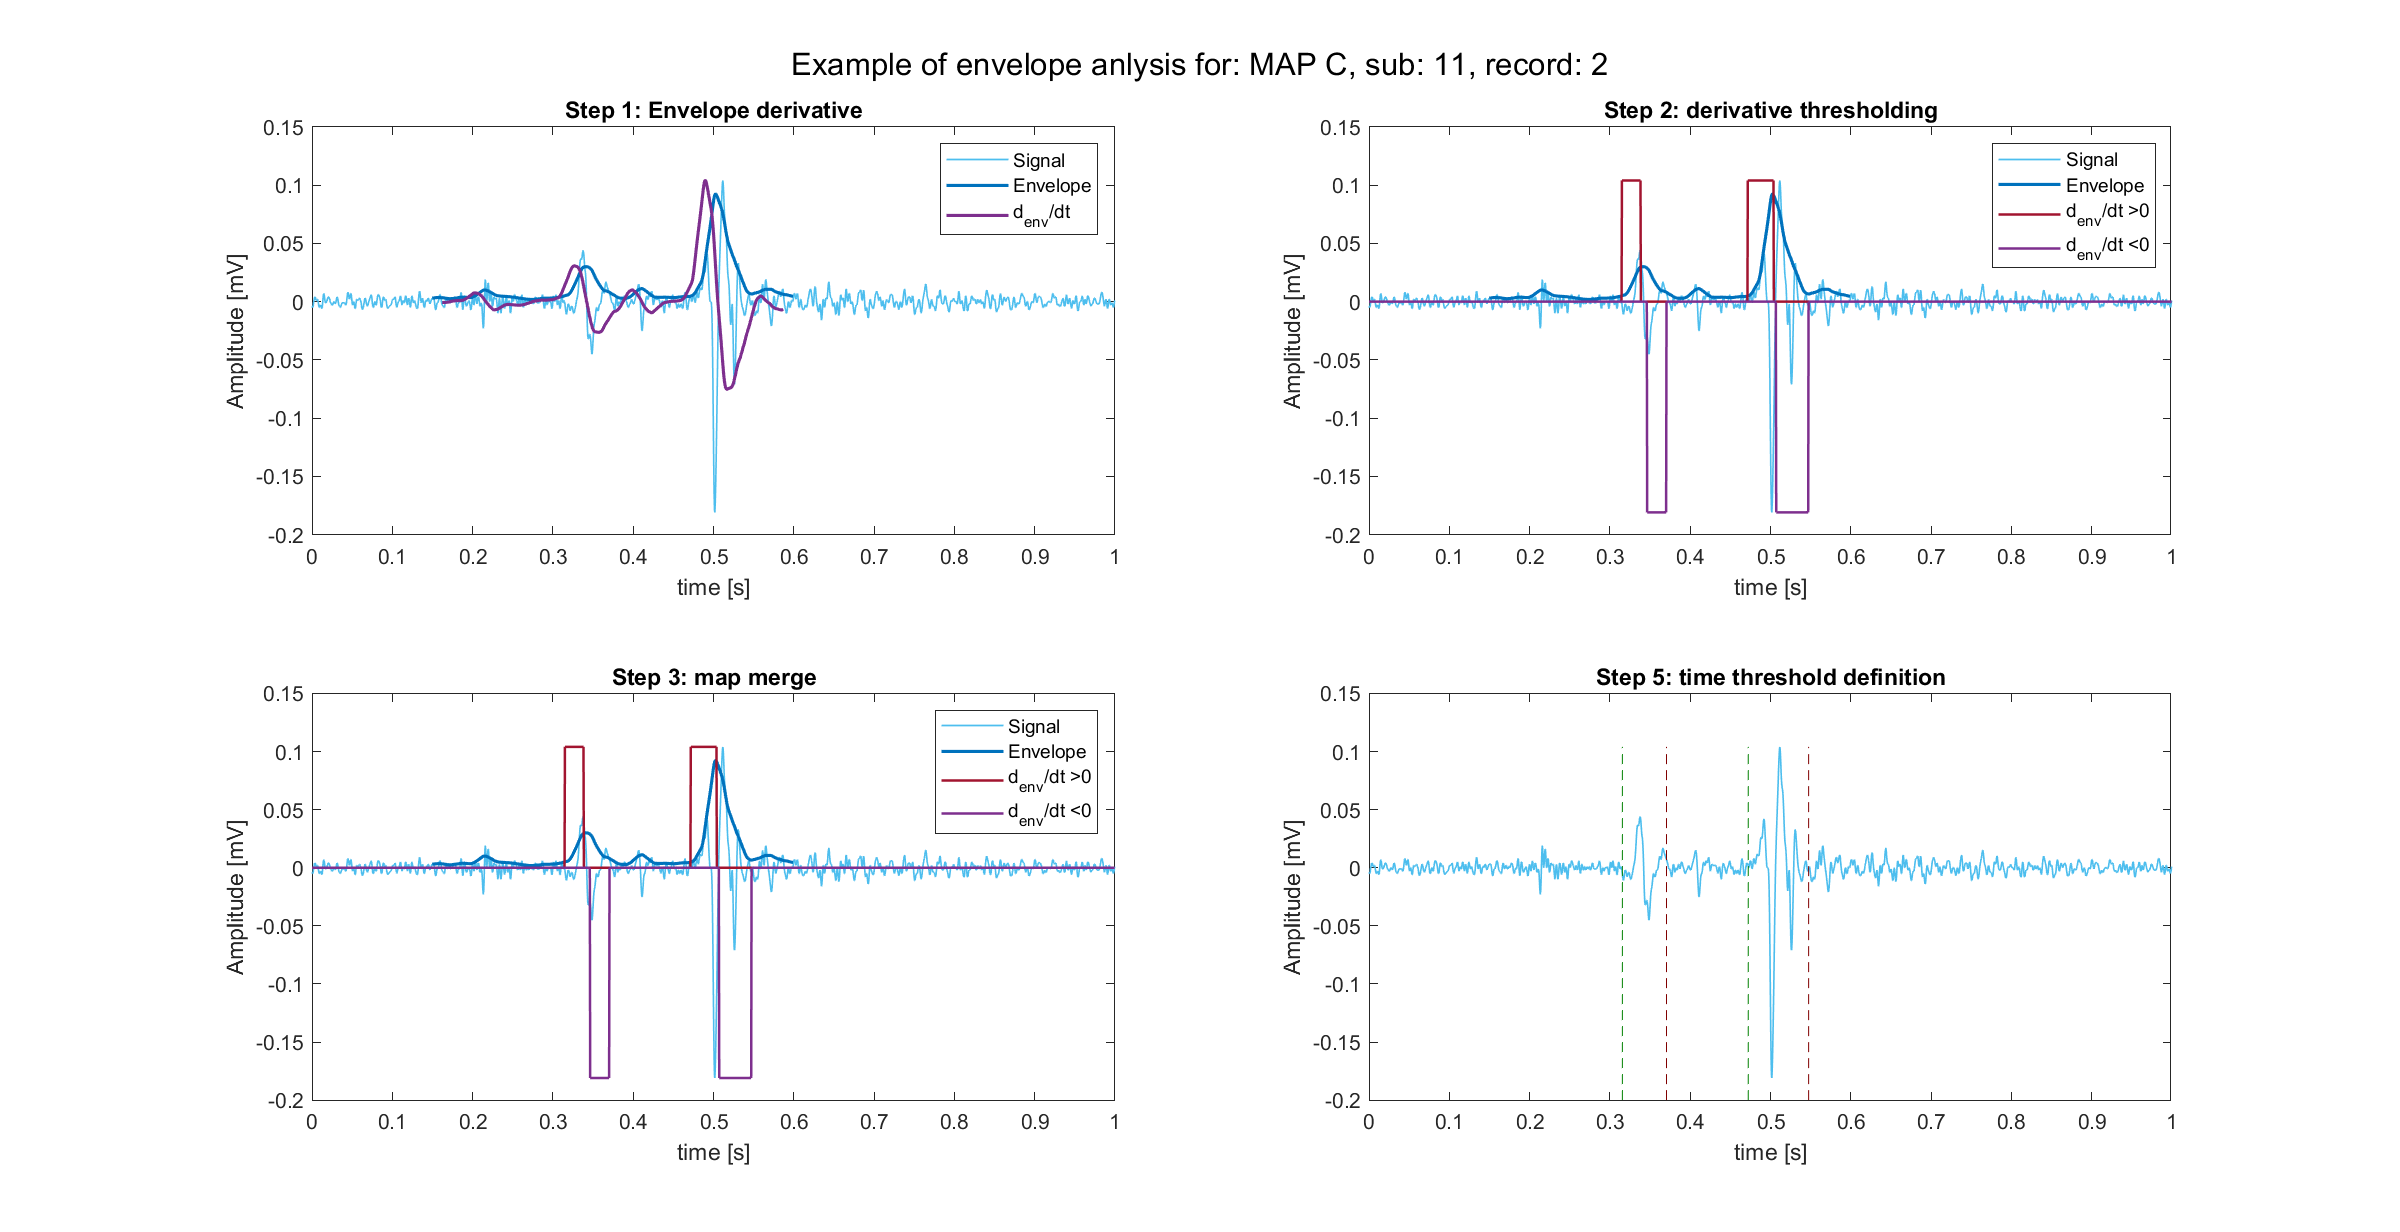 Example of envelope anlysis for: MAP C, sub: 11, record: 2
Step 1: Envelope derivative
0.15
0.1
0.05
0
-0.05
-0.1
-0.15
-0.2
Amplitude [mV]
0 0.1 0.2 0.3 0.4 0.5 0.6 0.7 0.8 0.9 1
time [s]
Signal
Envelope
d_env/dt
Step 2: derivative thresholding
0.15
0.1
0.05
0
-0.05
-0.1
-0.15
-0.2
Amplitude [mV]
0 0.1 0.2 0.3 0.4 0.5 0.6 0.7 0.8 0.9 1
time [s]
Signal
Envelope
d_env/dt >0
d_env/dt <0
Step 3: map merge
0.15
0.1
0.05
0
-0.05
-0.1
-0.15
-0.2
Amplitude [mV]
0 0.1 0.2 0.3 0.4 0.5 0.6 0.7 0.8 0.9 1
time [s]
Signal
Envelope
d_env/dt >0
d_env/dt <0
Step 5: time threshold definition
0.15
0.1
0.05
0
-0.05
-0.1
-0.15
-0.2
Amplitude [mV]
0 0.1 0.2 0.3 0.4 0.5 0.6 0.7 0.8 0.9 1
time [s]